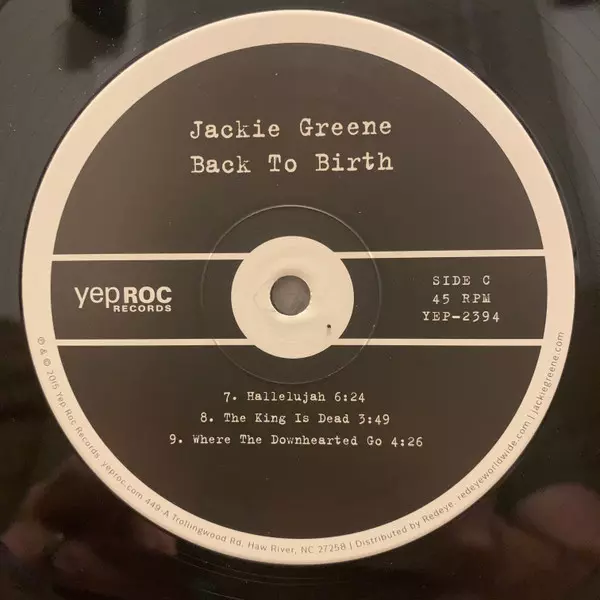 Jackie Greene
Back To Birth
yepROC
RECORDS
SIDE C
45 RPM
YEP-2394
7. Hallelujah 6:24
8. The King Is Dead 3:49
9. Where The Downhearted Go 4:26
℗ & © 2015 Yep Roc Records. yeproc.com 449-A Trollingwood Rd. Haw River, NC 27258 | Distributed by Redeye. redeyeworldwide.com | jackiegreene.com